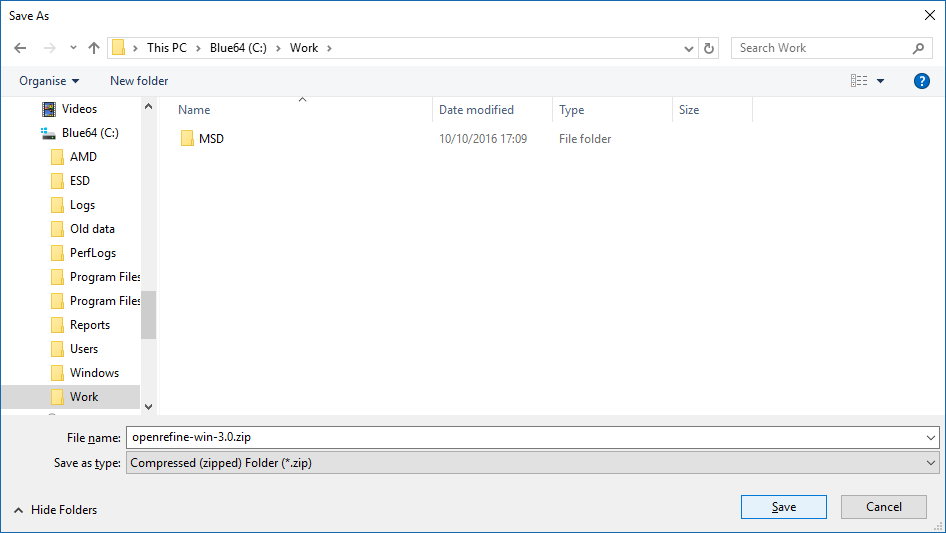 Save As
This PC Blue64 (C:) Work
Search Work
Organise New folder
?
Name Date modified Type Size
MSD 10/10/2016 17:09 File folder
Videos
Blue64 (C:)
AMD
ESD
Logs
Old data
PerfLogs
Program Files
Program Files
Reports
Users
Windows
Work
File name: openrefine-win-3.0.zip
Save as type: Compressed (zipped) Folder (*.zip)
Hide Folders
Save Cancel